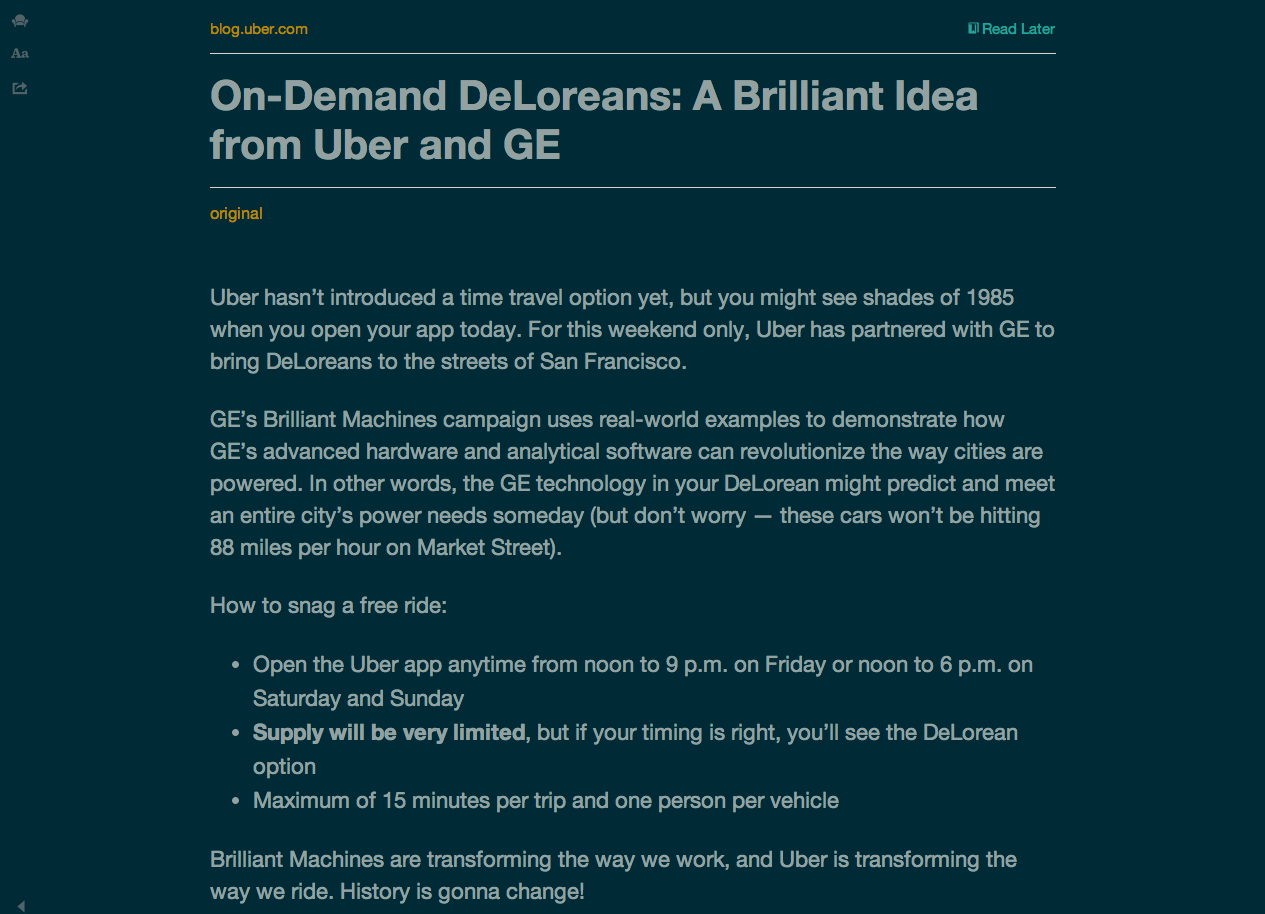 blog.uber.com
Read Later
Aa
On-Demand DeLoreans: A Brilliant Idea
from Uber and GE
original
Uber hasn’t introduced a time travel option yet, but you might see shades of 1985
when you open your app today. For this weekend only, Uber has partnered with GE to
bring DeLoreans to the streets of San Francisco.
GE’s Brilliant Machines campaign uses real-world examples to demonstrate how
GE’s advanced hardware and analytical software can revolutionize the way cities are
powered. In other words, the GE technology in your DeLorean might predict and meet
an entire city’s power needs someday (but don’t worry — these cars won’t be hitting
88 miles per hour on Market Street).
How to snag a free ride:
• Open the Uber app anytime from noon to 9 p.m. on Friday or noon to 6 p.m. on
Saturday and Sunday
• Supply will be very limited, but if your timing is right, you’ll see the DeLorean
option
• Maximum of 15 minutes per trip and one person per vehicle
Brilliant Machines are transforming the way we work, and Uber is transforming the
way we ride. History is gonna change!